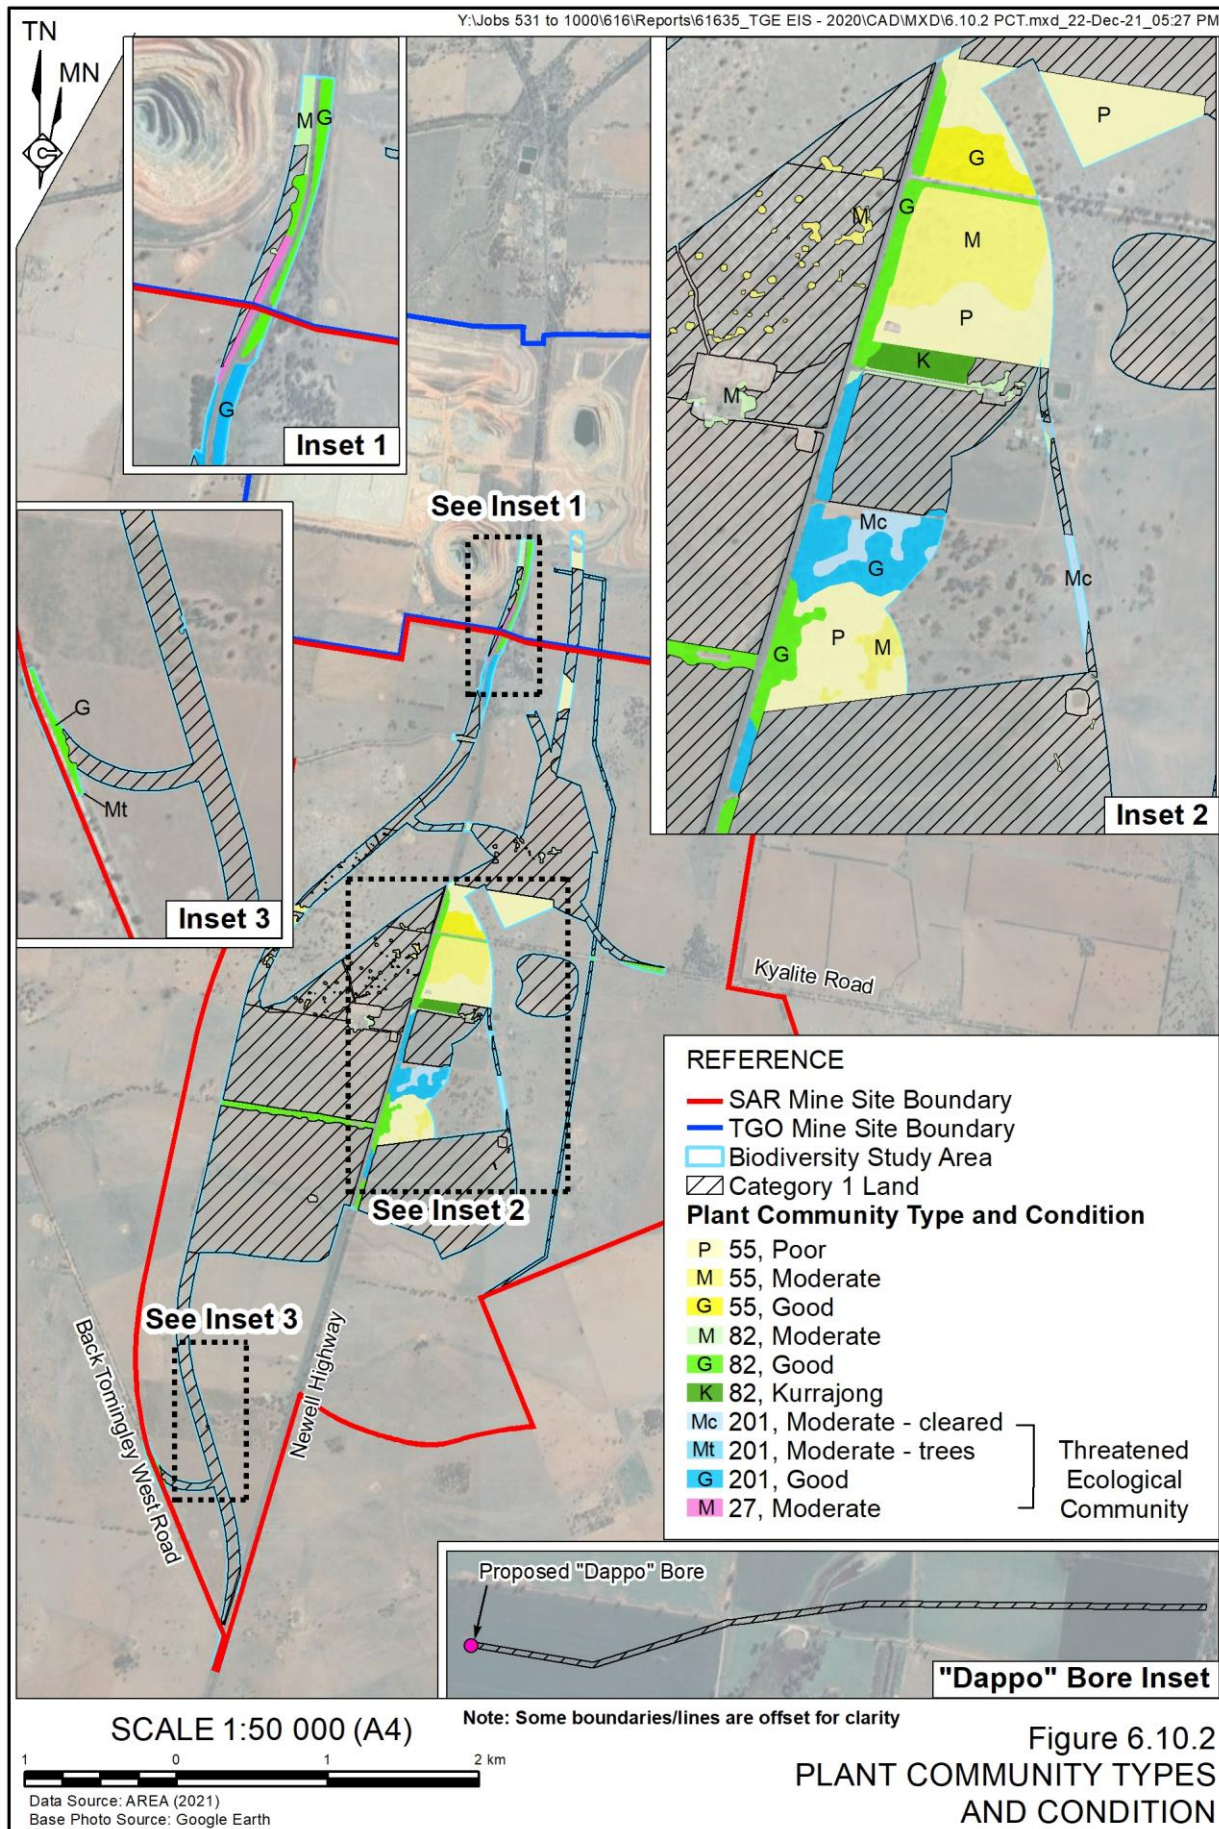 Y:\Jobs 531 to 1000\616\Reports\61635_TGE EIS - 2020\CAD\MXD\6.10.2 PCT.mxd_22-Dec-21_05:27 PM
TN
MN
M G
G
Inset 1
P
G
M
G
M
P
K
M
Mc
G
Mc
P
M
G
Inset 2
See Inset 1
G
Mt
Inset 3
Kyalite Road
See Inset 2
See Inset 3
Back Tomingley West Road
Newell Highway
REFERENCE
SAR Mine Site Boundary
TGO Mine Site Boundary
Biodiversity Study Area
Category 1 Land
Plant Community Type and Condition
P 55, Poor
M 55, Moderate
G 55, Good
M 82, Moderate
G 82, Good
K 82, Kurrajong
Mc 201, Moderate - cleared
Mt 201, Moderate - trees
G 201, Good
M 27, Moderate
Threatened
Ecological
Community
Proposed "Dappo" Bore
"Dappo" Bore Inset
SCALE 1:50 000 (A4)
Note: Some boundaries/lines are offset for clarity
1 0 1 2 km
Data Source: AREA (2021)
Base Photo Source: Google Earth
Figure 6.10.2
PLANT COMMUNITY TYPES
AND CONDITION